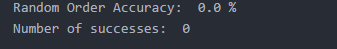 Random Order Accuracy:  0.0 %
Number of successes:  0